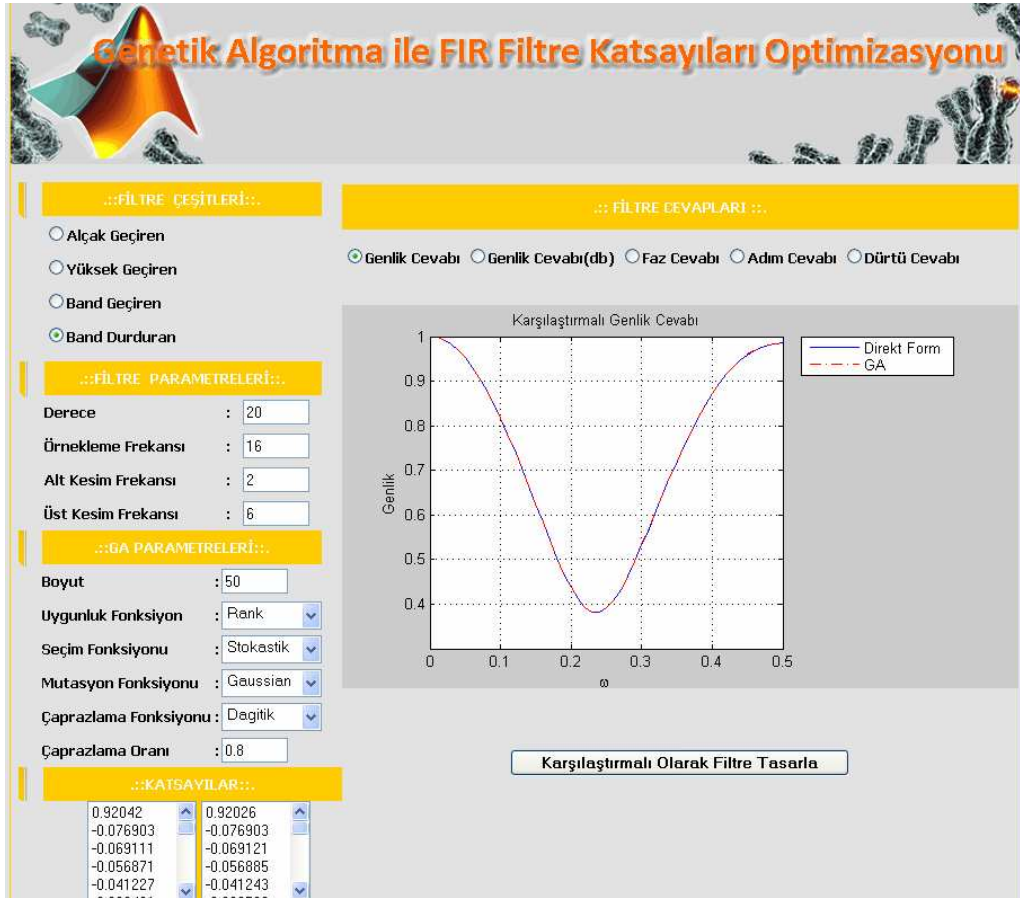 Genetik Algoritma ile FIR Filtre Katsayıları Optimizasyonu
.::FİLTRE ÇEŞİTLERİ::.
Alçak Geçiren
Yüksek Geçiren
Band Geçiren
Band Durduran
.::FİLTRE PARAMETRELERİ::.
Derece : 20
Örnekleme Frekansı : 16
Alt Kesim Frekansı : 2
Üst Kesim Frekansı : 6
.::GA PARAMETRELERİ::.
Boyut : 50
Uygunluk Fonksiyon : Rank
Seçim Fonksiyonu : Stokastik
Mutasyon Fonksiyonu : Gaussian
Çaprazlama Fonksiyonu : Dagitik
Çaprazlama Oranı : 0.8
.::KATSAYILAR::.
0.92042 0.92026
-0.076903 -0.076903
-0.069111 -0.069121
-0.056871 -0.056885
-0.041227 -0.041243
.:: FİLTRE CEVAPLARI ::.
Genlik Cevabı Genlik Cevabı(db) Faz Cevabı Adım Cevabı Dürtü Cevabı
Karşılaştırmalı Genlik Cevabı
1
0.9
0.8
0.7
0.6
0.5
0.4
Genlik
0 0.1 0.2 0.3 0.4 0.5
ω
Direkt Form
GA
Karşılaştırmalı Olarak Filtre Tasarla